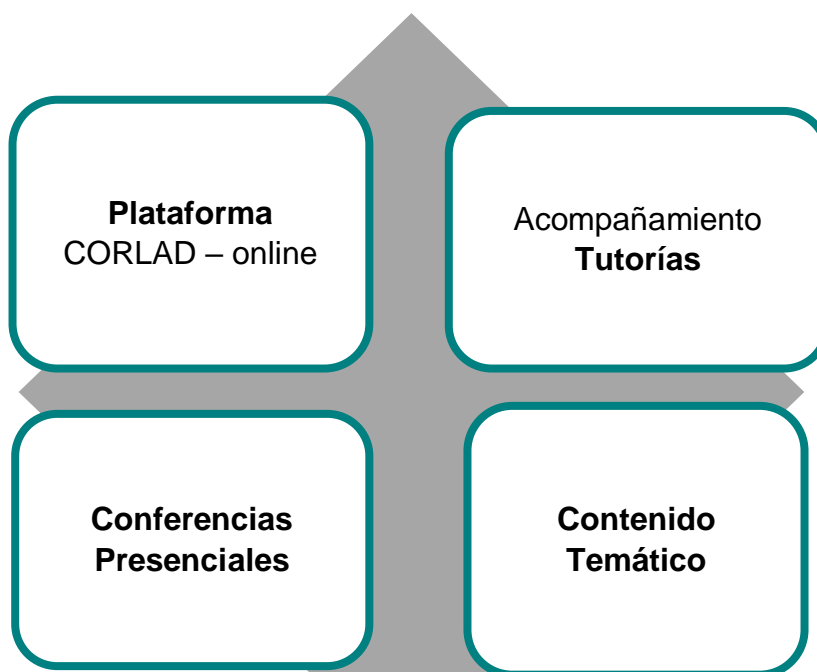 Plataforma
CORLAD – online
Acompañamiento
Tutorías
Conferencias
Presenciales
Contenido
Temático